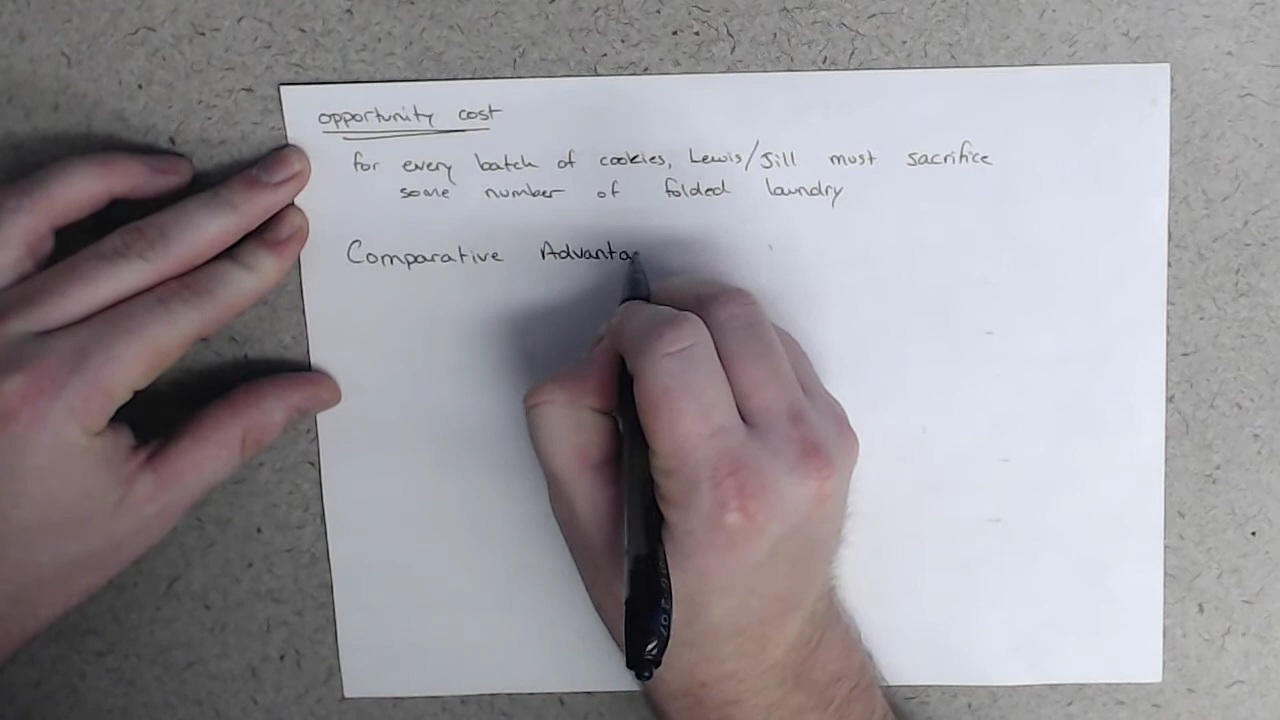 opportunity cost
for every batch of cookies, Lewis/Jill must sacrifice
some number of folded laundry
Comparative Advanta